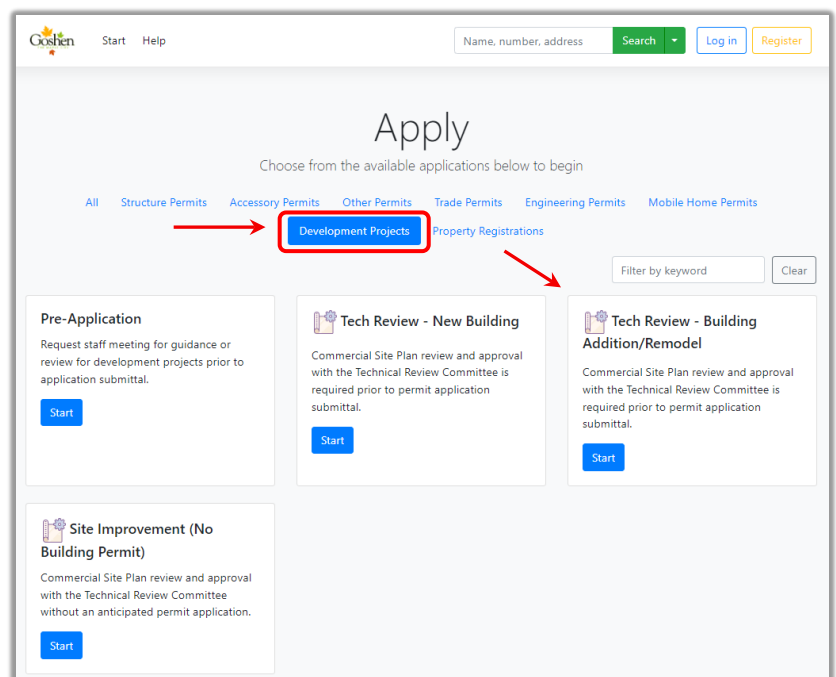 Goshen
Start Help
Name, number, address Search Log in Register
Apply
Choose from the available applications below to begin
All Structure Permits Accessory Permits Other Permits Trade Permits Engineering Permits Mobile Home Permits
Development Projects Property Registrations
Filter by keyword Clear
Pre-Application
Request staff meeting for guidance or
review for development projects prior to
application submittal.
Start
Tech Review - New Building
Commercial Site Plan review and approval
with the Technical Review Committee is
required prior to permit application
submittal.
Start
Tech Review - Building
Addition/Remodel
Commercial Site Plan review and approval
with the Technical Review Committee is
required prior to permit application
submittal.
Start
Site Improvement (No
Building Permit)
Commercial Site Plan review and approval
with the Technical Review Committee
without an anticipated permit application.
Start